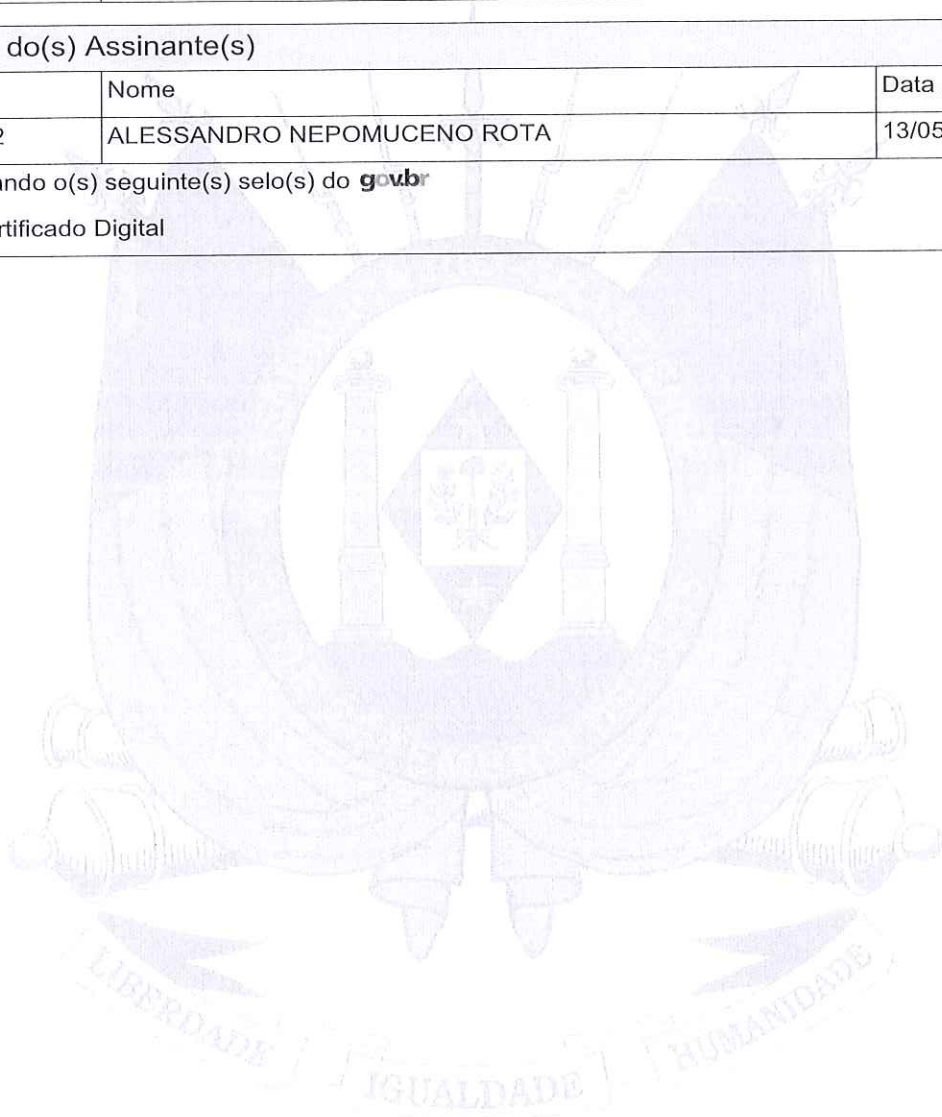 do(s) Assinante(s)
Nome Data
2 ALESSANDRO NEPOMUCENO ROTA 13/05
ando o(s) seguinte(s) selo(s) do gov.br
rtificado Digital
LIBERDADE IGUALDADE HUMANIDADE